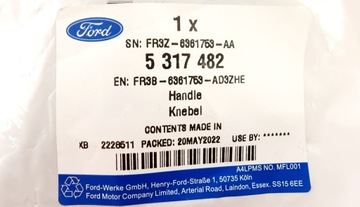 Ford
1 x
SN: FR3Z-6361753-AA
5 317 482
EN: FR3B-6361753-AD3ZHE
Handle
Knebel
CONTENTS MADE IN
KB 2228511 PACKED: 20MAY2022 USE BY: *******
A4LPMS NO. MFL001
Ford-Werke GmbH, Henry-Ford-Straße 1, 50735 Köln
Ford Motor Company Limited, Arterial Road, Laindon, Essex. SS15 6EE